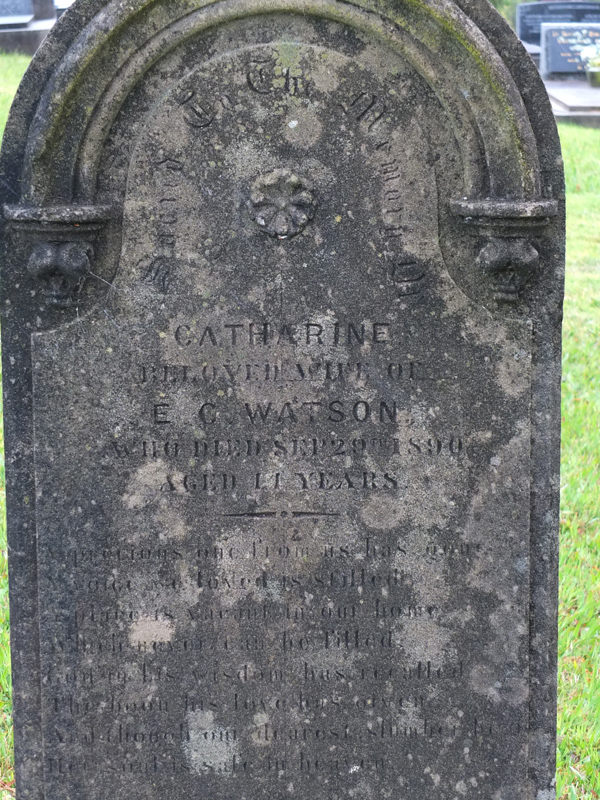 Sacred To The Memory Of
CATHARINE
BELOVED WIFE OF
E. G. WATSON,
WHO DIED SEP 29TH 1890
AGED 41 YEARS.
A precious one from us has gone
A voice we loved is stilled
A place is vacant in our home
Which never can be filled
God in his wisdom has recalled
The boon his love has given
And though our dearest slumbers here
Her soul is safe in heaven